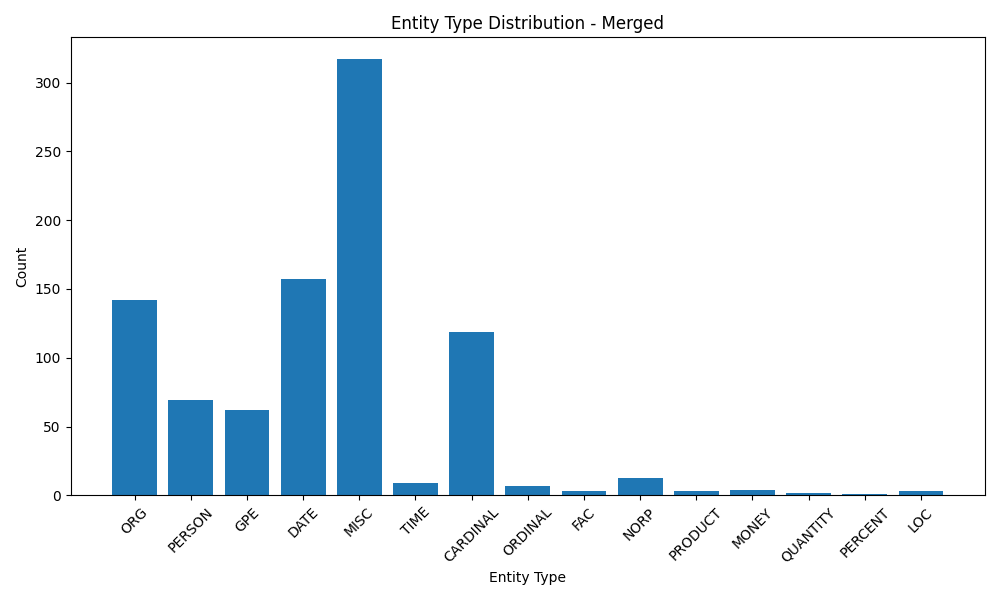 Entity Type Distribution - Merged
Count
300
250
200
150
100
50
0
ORG
PERSON
GPE
DATE
MISC
TIME
CARDINAL
ORDINAL
FAC
NORP
PRODUCT
MONEY
QUANTITY
PERCENT
LOC
Entity Type